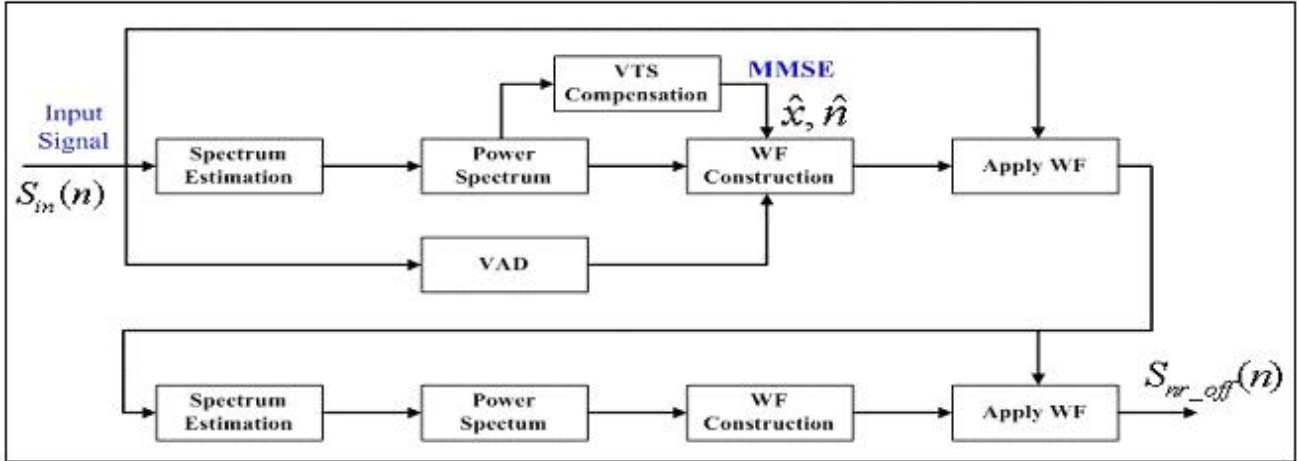 VTS
Compensation
MMSE
x̂, n̂
Input
Signal
S_in(n)
Spectrum
Estimation
Power
Spectrum
WF
Construction
Apply WF
VAD
Spectrum
Estimation
Power
Spectum
WF
Construction
Apply WF
S_nr_off(n)